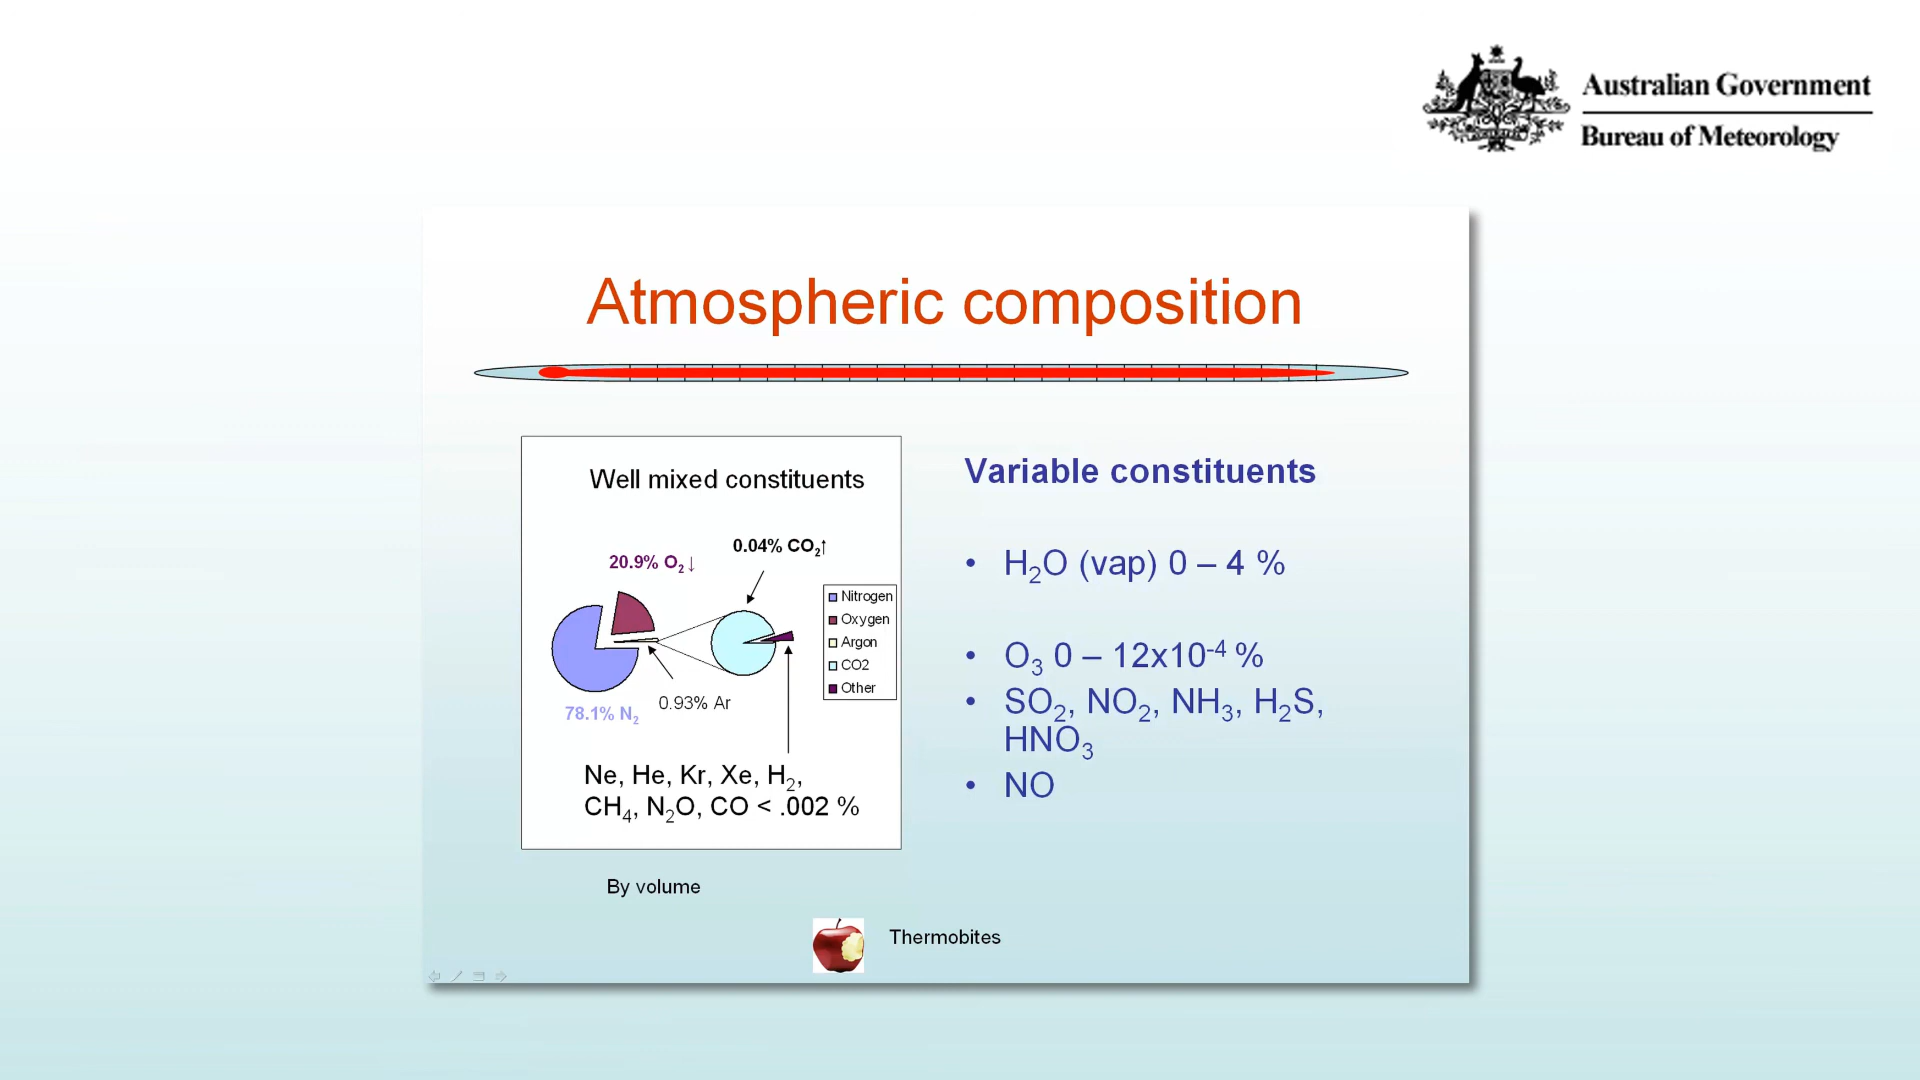 Australian Government
Bureau of Meteorology
Atmospheric composition
Well mixed constituents
0.04% CO₂↑
20.9% O₂↓
Nitrogen
Oxygen
Argon
CO2
Other
0.93% Ar
78.1% N₂
Ne, He, Kr, Xe, H₂,
CH₄, N₂O, CO < .002 %
By volume
Variable constituents
• H₂O (vap) 0 – 4 %
• O₃ 0 – 12x10⁻⁴ %
• SO₂, NO₂, NH₃, H₂S,
HNO₃
• NO
Thermobites